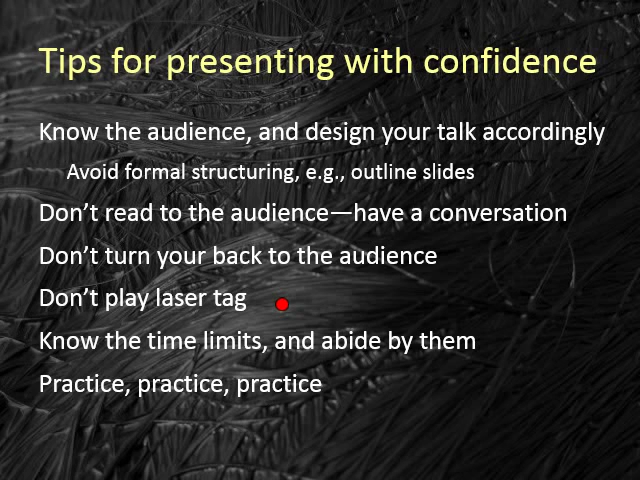 Tips for presenting with confidence
Know the audience, and design your talk accordingly
Avoid formal structuring, e.g., outline slides
Don’t read to the audience—have a conversation
Don’t turn your back to the audience
Don’t play laser tag
Know the time limits, and abide by them
Practice, practice, practice